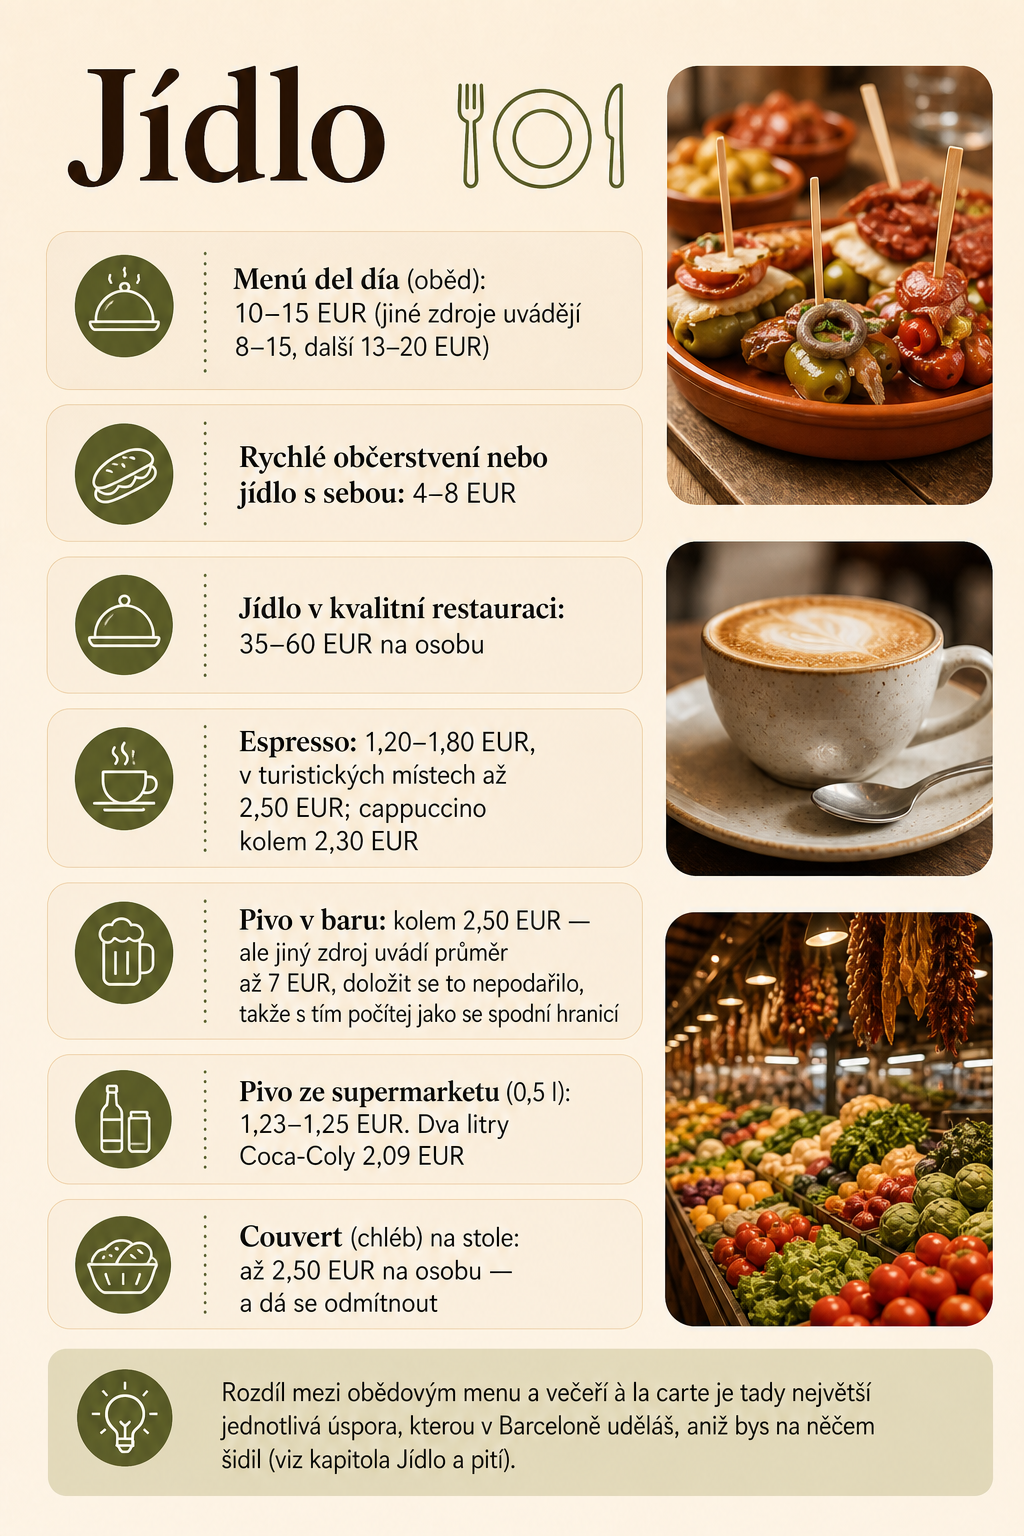 Jídlo
Menú del día (oběd):
10–15 EUR (jiné zdroje uvádějí
8–15, další 13–20 EUR)
Rychlé občerstvení nebo
jídlo s sebou: 4–8 EUR
Jídlo v kvalitní restauraci:
35–60 EUR na osobu
Espresso: 1,20–1,80 EUR,
v turistických místech až
2,50 EUR; cappuccino
kolem 2,30 EUR
Pivo v baru: kolem 2,50 EUR —
ale jiný zdroj uvádí průměr
až 7 EUR, doložit se to nepodařilo,
takže s tím počítej jako se spodní hranicí
Pivo ze supermarketu (0,5 l):
1,23–1,25 EUR. Dva litry
Coca-Coly 2,09 EUR
Couvert (chléb) na stole:
až 2,50 EUR na osobu —
a dá se odmítnout
Rozdíl mezi obědovým menu a večeří à la carte je tady největší
jednotlivá úspora, kterou v Barceloně uděláš, aniž bys na něčem
šidil (viz kapitola Jídlo a pití).